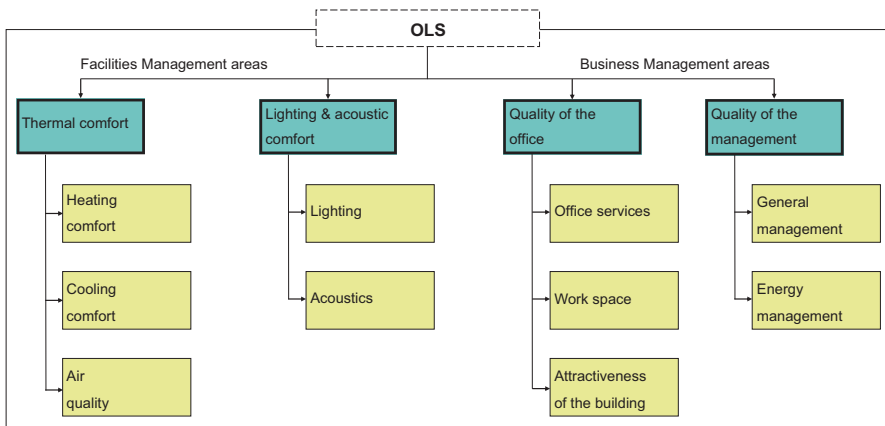 OLS
Facilities Management areas
Business Management areas
Thermal comfort
Lighting & acoustic
comfort
Quality of the
office
Quality of the
management
Heating
comfort
Cooling
comfort
Air
quality
Lighting
Acoustics
Office services
Work space
Attractiveness
of the building
General
management
Energy
management